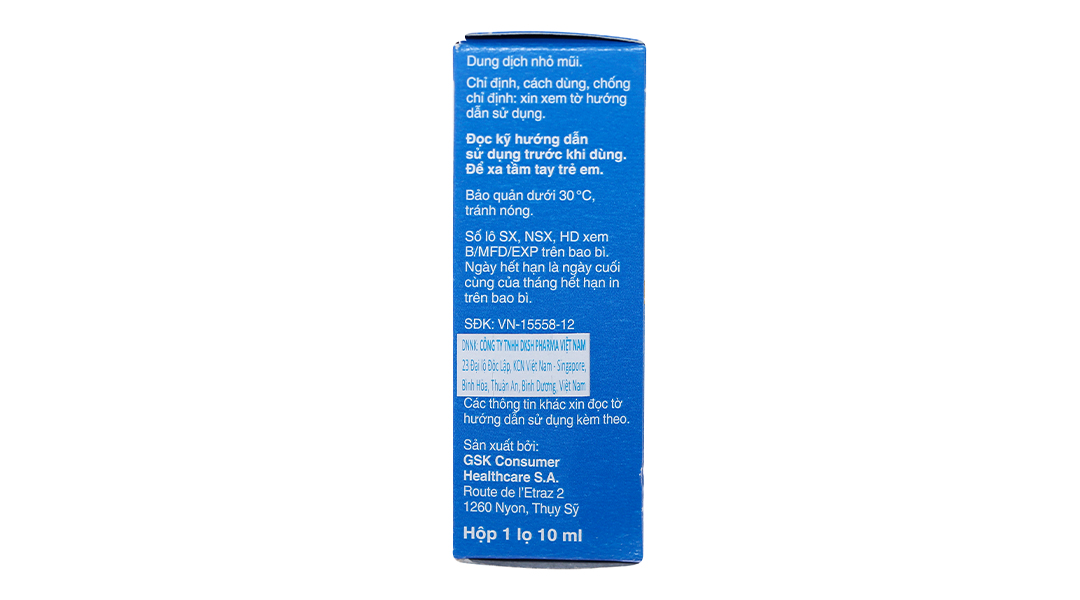 Dung dịch nhỏ mũi.
Chỉ định, cách dùng, chống
chỉ định: xin xem tờ hướng
dẫn sử dụng.
Đọc kỹ hướng dẫn
sử dụng trước khi dùng.
Để xa tầm tay trẻ em.
Bảo quản dưới 30°C,
tránh nóng.
Số lô SX, NSX, HD xem
B/MFD/EXP trên bao bì.
Ngày hết hạn là ngày cuối
cùng của tháng hết hạn in
trên bao bì.
SĐK: VN-15558-12
DNNK: CÔNG TY TNHH DKSH PHARMA VIỆT NAM
23 Đại lộ Độc Lập, KCN Việt Nam - Singapore,
Bình Hòa, Thuận An, Bình Dương, Việt Nam
Các thông tin khác xin đọc tờ
hướng dẫn sử dụng kèm theo.
Sản xuất bởi:
GSK Consumer
Healthcare S.A.
Route de l'Etraz 2
1260 Nyon, Thụy Sỹ
Hộp 1 lọ 10 ml